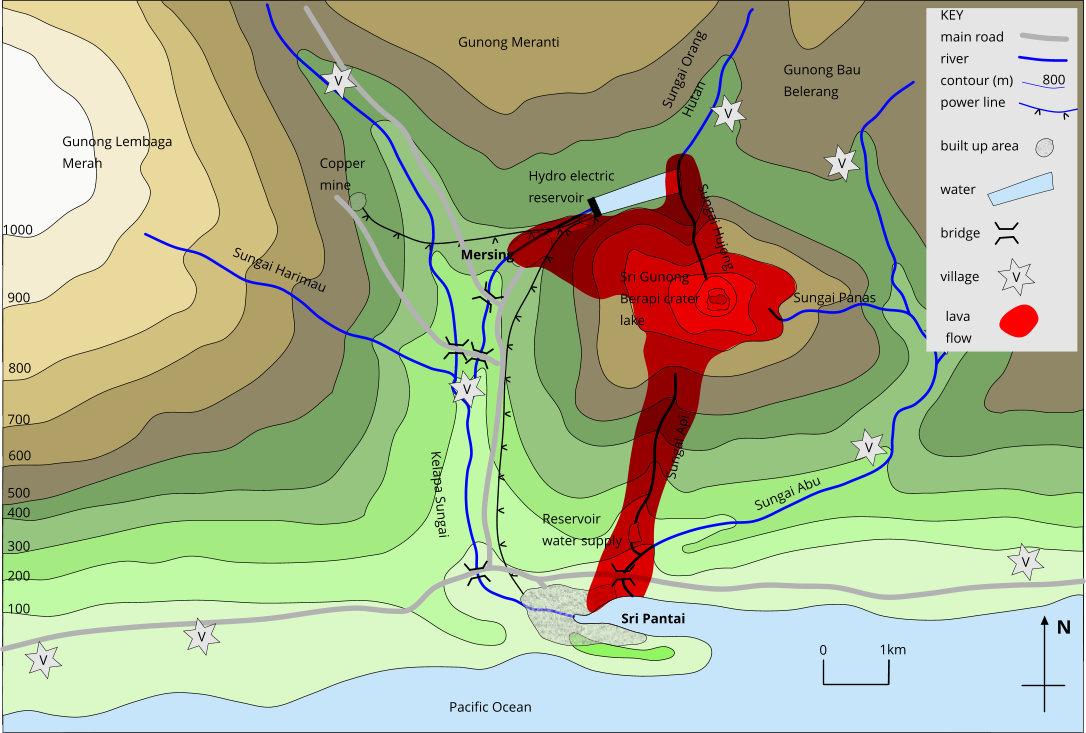 Gunong Meranti
Gunong Bau
Belerang
Sungai Orang
Hutan
Gunong Lembaga
Merah
Copper
mine
Hydro electric
reservoir
Sungai Hujong
Mersing
Sungai Harimau
Sri Gunong
Berapi crater
lake
Sungai Panas
Sungai Api
Kelapa Sungai
Sungai Abu
Reservoir
water supply
Sri Pantai
Pacific Ocean
1000
900
800
700
600
500
400
300
200
100
V
V
V
V
V
V
V
V
KEY
main road
river
contour (m) 800
power line
built up area
water
bridge
village V
lava
flow
0 1km
N